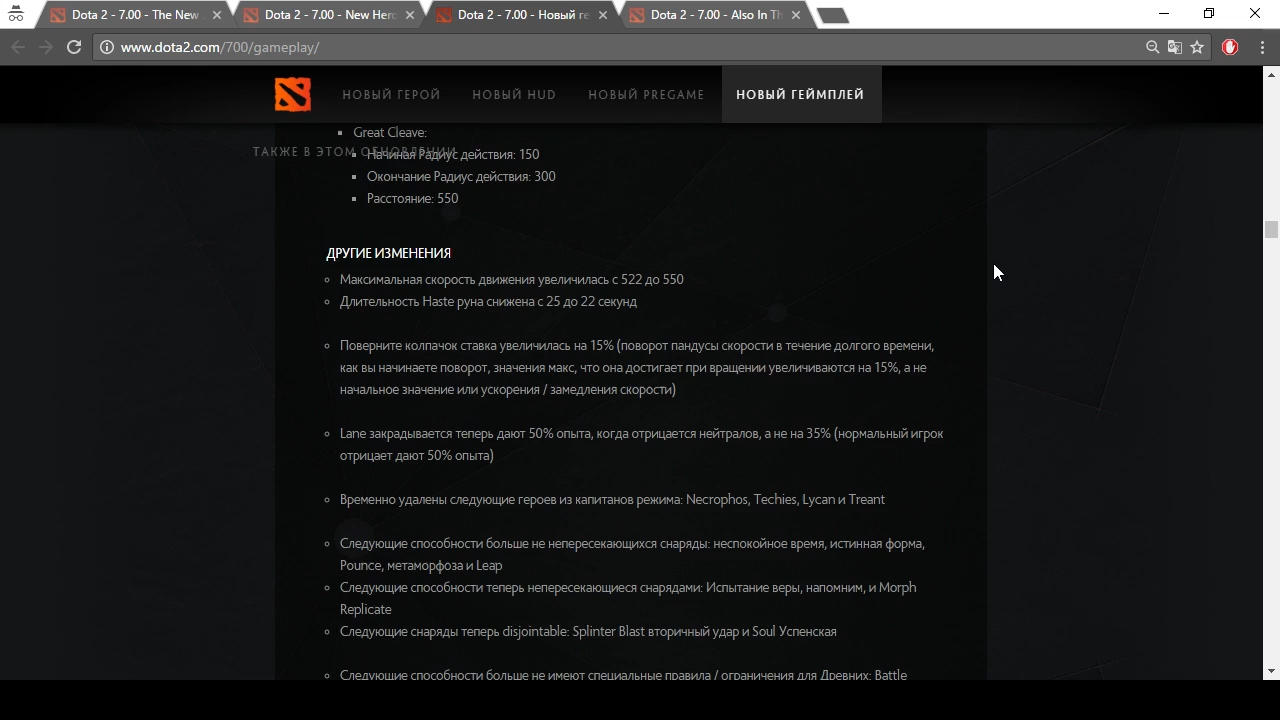 Dota 2 - 7.00 - The New
Dota 2 - 7.00 - New Hero
Dota 2 - 7.00 - Новый ге
Dota 2 - 7.00 - Also In Th
www.dota2.com/700/gameplay/
НОВЫЙ ГЕРОЙ
НОВЫЙ HUD
НОВЫЙ PREGAME
НОВЫЙ ГЕЙМПЛЕЙ
Great Cleave:
ТАКЖЕ В ЭТОМ ОБНОВЛЕНИИ
Начиная Радиус действия: 150
Окончание Радиус действия: 300
Расстояние: 550
ДРУГИЕ ИЗМЕНЕНИЯ
Максимальная скорость движения увеличилась с 522 до 550
Длительность Haste руна снижена с 25 до 22 секунд
Поверните колпачок ставка увеличилась на 15% (поворот пандусы скорости в течение долгого времени,
как вы начинаете поворот, значения макс, что она достигает при вращении увеличиваются на 15%, а не
начальное значение или ускорения / замедления скорости)
Lane закрадывается теперь дают 50% опыта, когда отрицается нейтралов, а не на 35% (нормальный игрок
отрицает дают 50% опыта)
Временно удалены следующие героев из капитанов режима: Necrophos, Techies, Lycan и Treant
Следующие способности больше не непересекающихся снаряды: неспокойное время, истинная форма,
Pounce, метаморфоза и Leap
Следующие способности теперь непересекающиеся снарядами: Испытание веры, напомним, и Morph
Replicate
Следующие снаряды теперь disjointable: Splinter Blast вторичный удар и Soul Успенская
Следующие способности больше не имеют специальные правила / ограничения для Древних: Battle